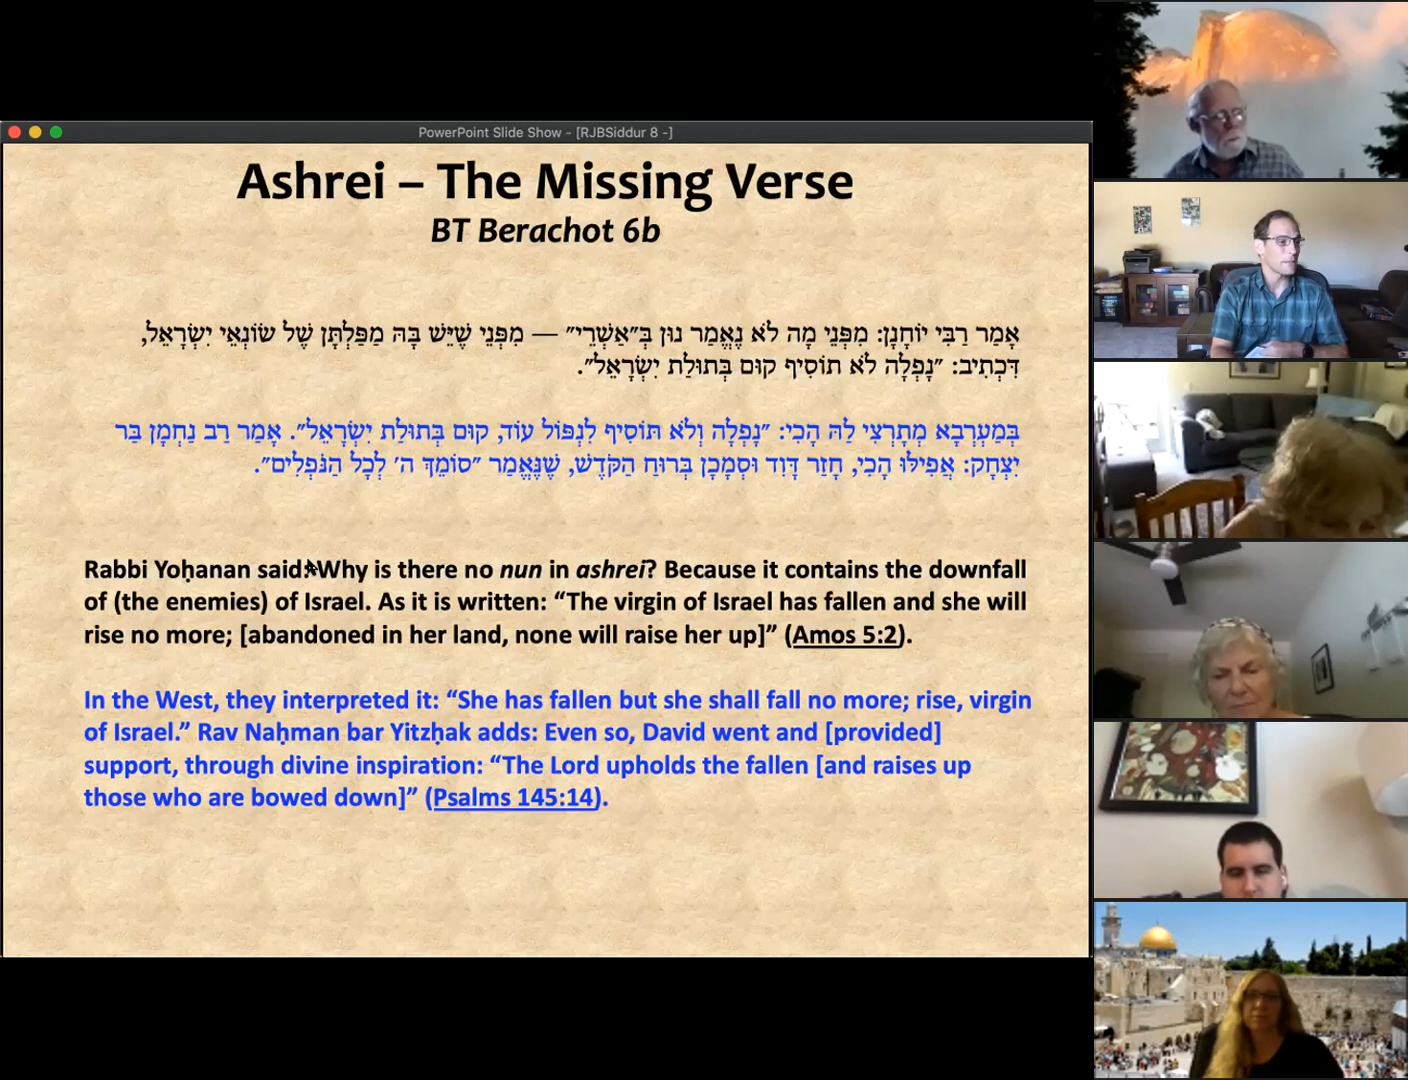 PowerPoint Slide Show - [RJBSiddur 8 -]
Ashrei – The Missing Verse
BT Berachot 6b
אָמַר רַבִּי יוֹחָנָן: מִפְּנֵי מָה לֹא נֶאֱמַר נוּן בְּ״אַשְׁרֵי״ — מִפְּנֵי שֶׁיֵּשׁ בָּהּ מַפַּלְתָּן שֶׁל שׂוֹנְאֵי יִשְׂרָאֵל,
דִּכְתִיב: ״נָפְלָה לֹא תוֹסִיף קוּם בְּתוּלַת יִשְׂרָאֵל״.
בְּמַעְרְבָא מְתָרְצִי לַהּ הָכִי: ״נָפְלָה וְלֹא תּוֹסִיף לִנְפּוֹל עוֹד, קוּם בְּתוּלַת יִשְׂרָאֵל״. אָמַר רַב נַחְמָן בַּר
יִצְחָק: אֲפִילּוּ הָכִי, חָזַר דָּוִד וּסְמָכָן בְּרוּחַ הַקֹּדֶשׁ, שֶׁנֶּאֱמַר ״סוֹמֵךְ ה׳ לְכָל הַנֹּפְלִים״.
Rabbi Yoḥanan said: Why is there no nun in ashrei? Because it contains the downfall
of (the enemies) of Israel. As it is written: “The virgin of Israel has fallen and she will
rise no more; [abandoned in her land, none will raise her up]” (Amos 5:2).
In the West, they interpreted it: “She has fallen but she shall fall no more; rise, virgin
of Israel.” Rav Naḥman bar Yitzḥak adds: Even so, David went and [provided]
support, through divine inspiration: “The Lord upholds the fallen [and raises up
those who are bowed down]” (Psalms 145:14).